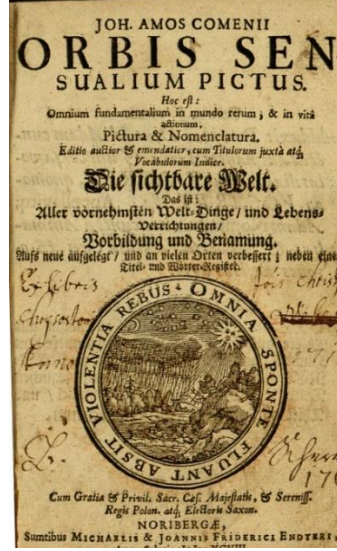 JOH. AMOS COMENII
ORBIS SEN
SUALIUM PICTUS.
Hoc est:
Omnium fundamentalium in mundo rerum, & in vitâ
actionum,
Pictura & Nomenclatura.
Editio auctior & emendatior, cum Titulorum juxtà atq;
Vocabulorum Indice.
Die sichtbare Welt.
Das ist:
Aller vornehmsten Welt-Dinge/ und Lebens-
Verrichtungen/
Vorbildung und Benamung.
Aufs neue aufgelegt/ und an vielen Orten verbessert; neben eine
Titel- und Wörter-Register.
Ex Libris
Anno
OMNIA SPONTE FLUANT ABSIT VIOLENTIA REBUS
Cum Gratia & Privil. Sacr. Cæs. Majestatis, & Sereniss.
Regis Polon. atq; Electoris Saxon.
NORIBERGÆ,
Sumtibus MICHAELIS & JOANNIS FRIDERICI ENDTERI,